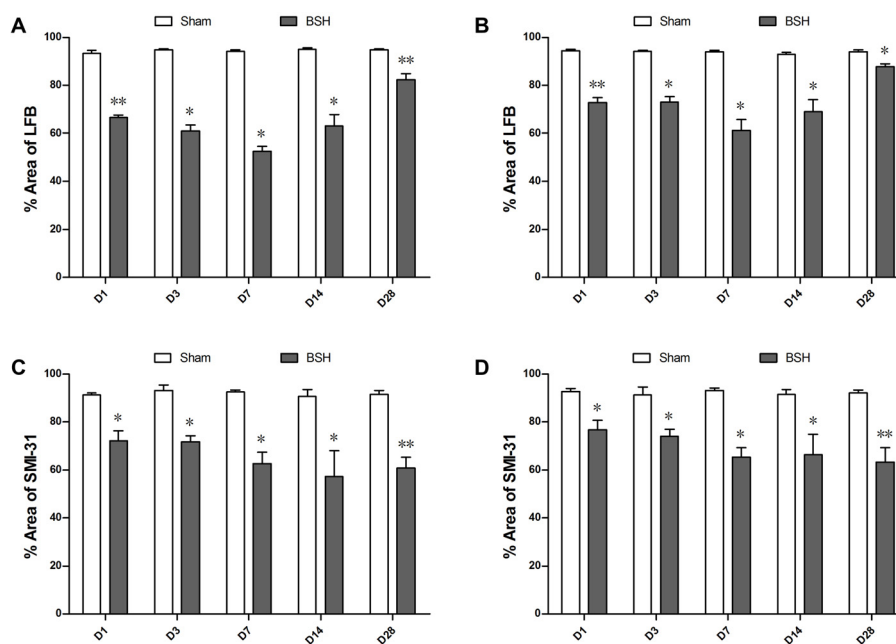 A
Sham BSH
% Area of LFB
100
80
60
40
20
0
** * * * **
D1 D3 D7 D14 D28
B
Sham BSH
% Area of LFB
100
80
60
40
20
0
** * * * *
D1 D3 D7 D14 D28
C
Sham BSH
% Area of SMI-31
100
80
60
40
20
0
* * * * **
D1 D3 D7 D14 D28
D
Sham BSH
% Area of SMI-31
100
80
60
40
20
0
* * * * **
D1 D3 D7 D14 D28